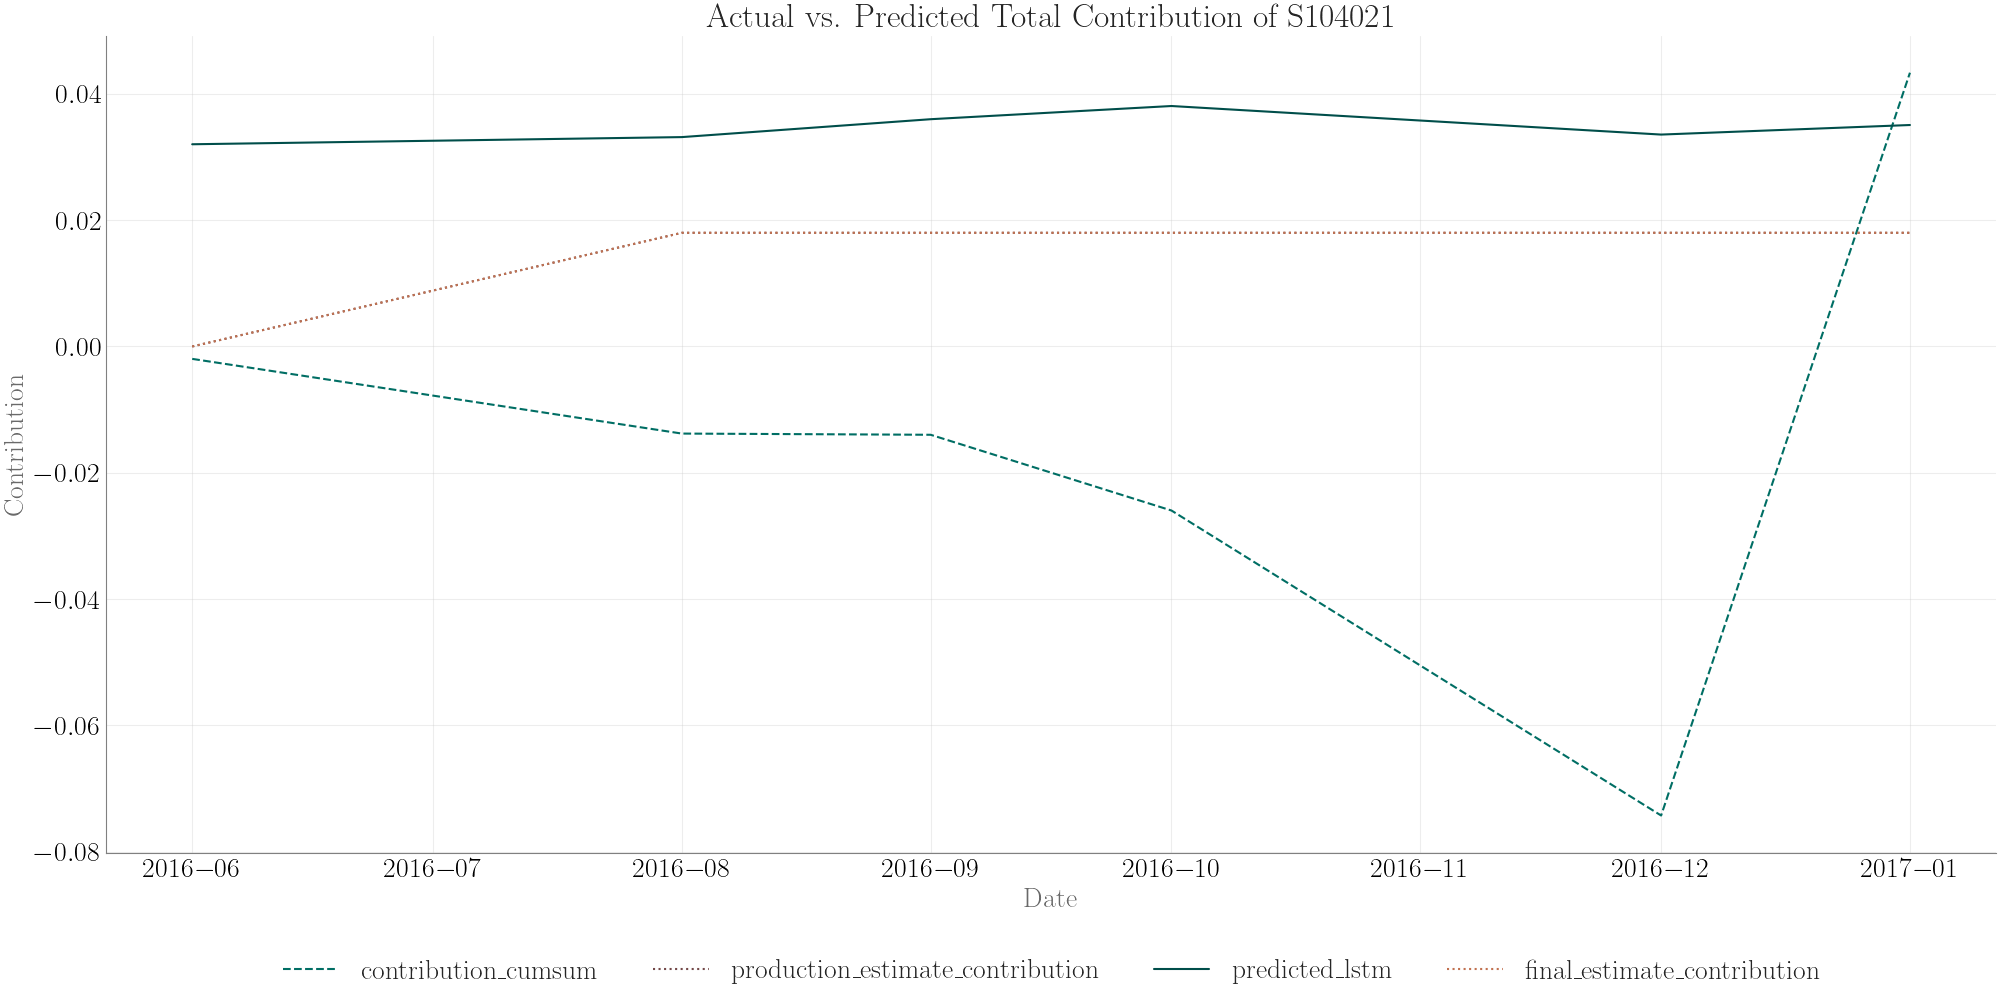 Actual vs. Predicted Total Contribution of S104021
0.04
0.02
0.00
−0.02
−0.04
−0.06
−0.08
Contribution
2016−06 2016−07 2016−08 2016−09 2016−10 2016−11 2016−12 2017−01
Date
contribution_cumsum production_estimate_contribution predicted_lstm final_estimate_contribution